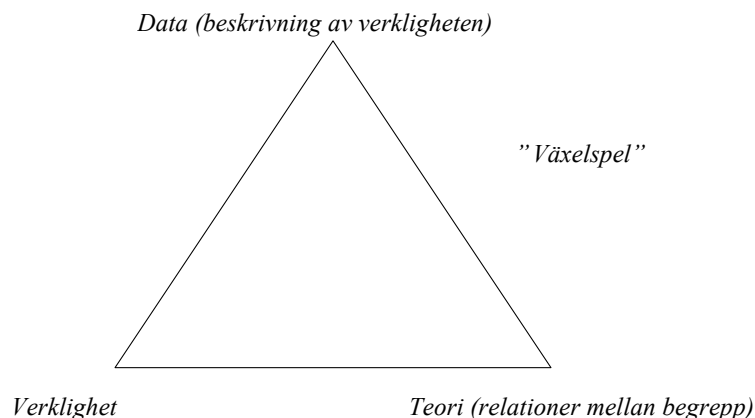 Data (beskrivning av verkligheten)
”Växelspel”
Verklighet
Teori (relationer mellan begrepp)